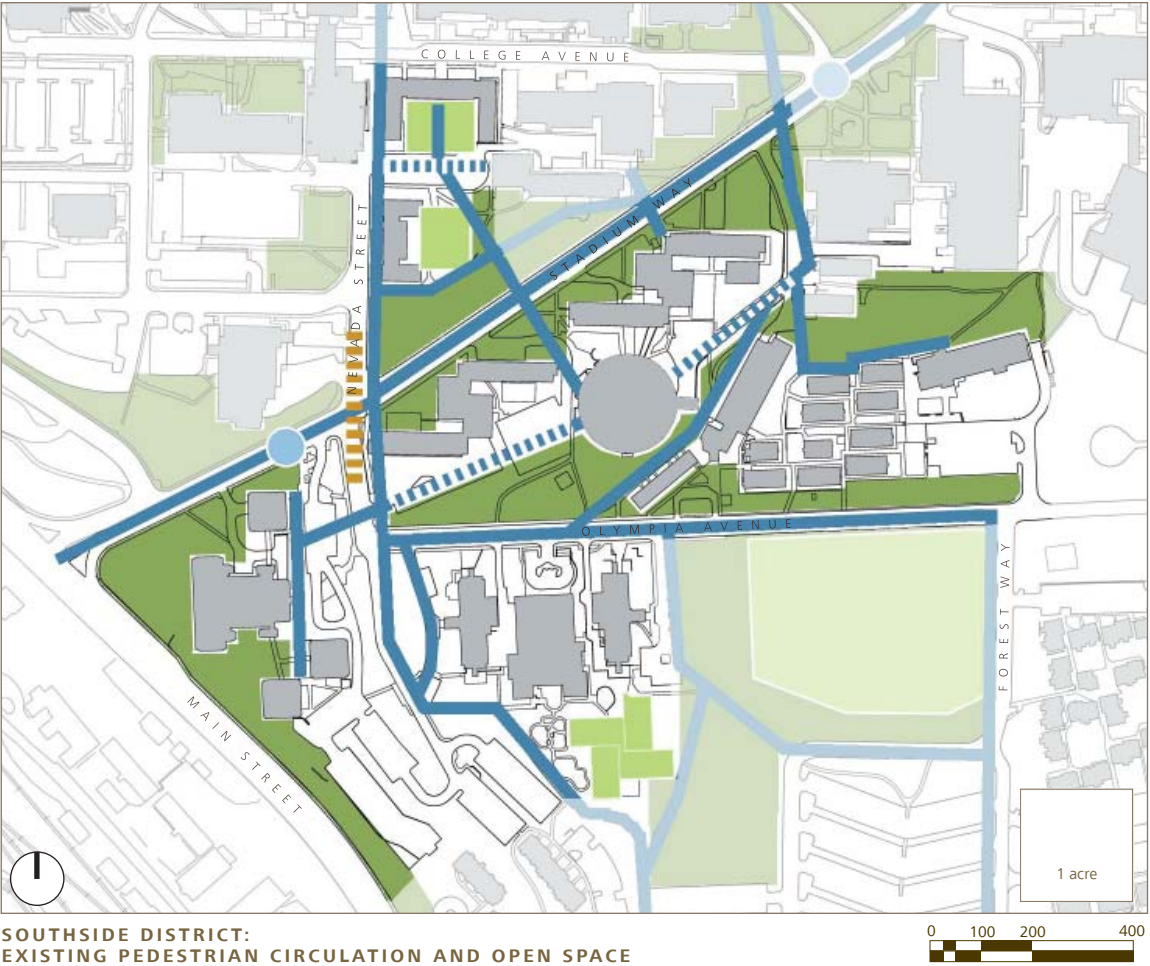 COLLEGE AVENUE
STADIUM WAY
NEVADA STREET
OLYMPIA AVENUE
FOREST WAY
MAIN STREET
1 acre
SOUTHSIDE DISTRICT:
EXISTING PEDESTRIAN CIRCULATION AND OPEN SPACE
0 100 200 400